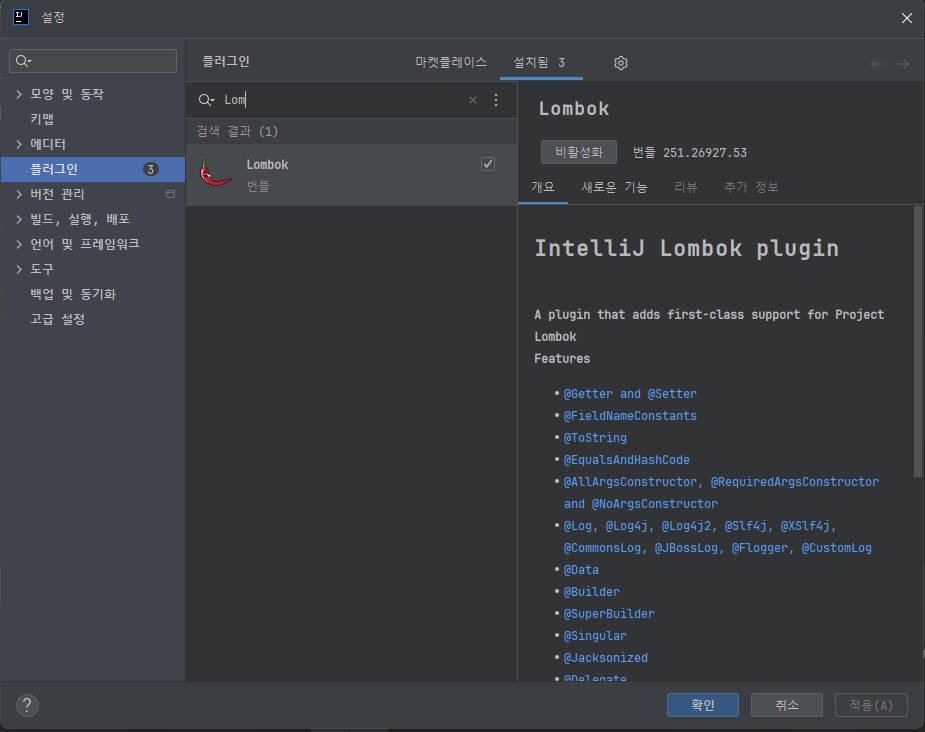 설정
플러그인
마켓플레이스
설치됨 3
모양 및 동작
키맵
에디터
플러그인 3
버전 관리
빌드, 실행, 배포
언어 및 프레임워크
도구
백업 및 동기화
고급 설정
Lom
검색 결과 (1)
Lombok
번들
Lombok
비활성화 번들 251.26927.53
개요 새로운 기능 리뷰 추가 정보
IntelliJ Lombok plugin
A plugin that adds first-class support for Project
Lombok
Features
• @Getter and @Setter
• @FieldNameConstants
• @ToString
• @EqualsAndHashCode
• @AllArgsConstructor, @RequiredArgsConstructor
and @NoArgsConstructor
• @Log, @Log4j, @Log4j2, @Slf4j, @XSlf4j,
@CommonsLog, @JBossLog, @Flogger, @CustomLog
• @Data
• @Builder
• @SuperBuilder
• @Singular
• @Jacksonized
• @Delegate
?
확인 취소 적용(A)